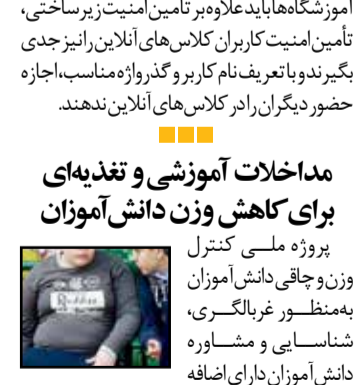 آموزشگاه‌ها باید علاوه بر تأمین امنیت زیرساختی،
تأمین امنیت کاربران کلاس‌های آنلاین را نیز جدی
بگیرند و با تعریف نام کاربر و گذرواژه مناسب، اجازه
حضور دیگران را در کلاس‌های آنلاین ندهند.
مداخلات آموزشی و تغذیه‌ای
برای کاهش وزن دانش‌آموزان
پروژه ملی کنترل
وزن و چاقی دانش‌آموزان
به‌منظور غربالگری،
شناسایی و مشاوره
دانش‌آموزان دارای اضافه